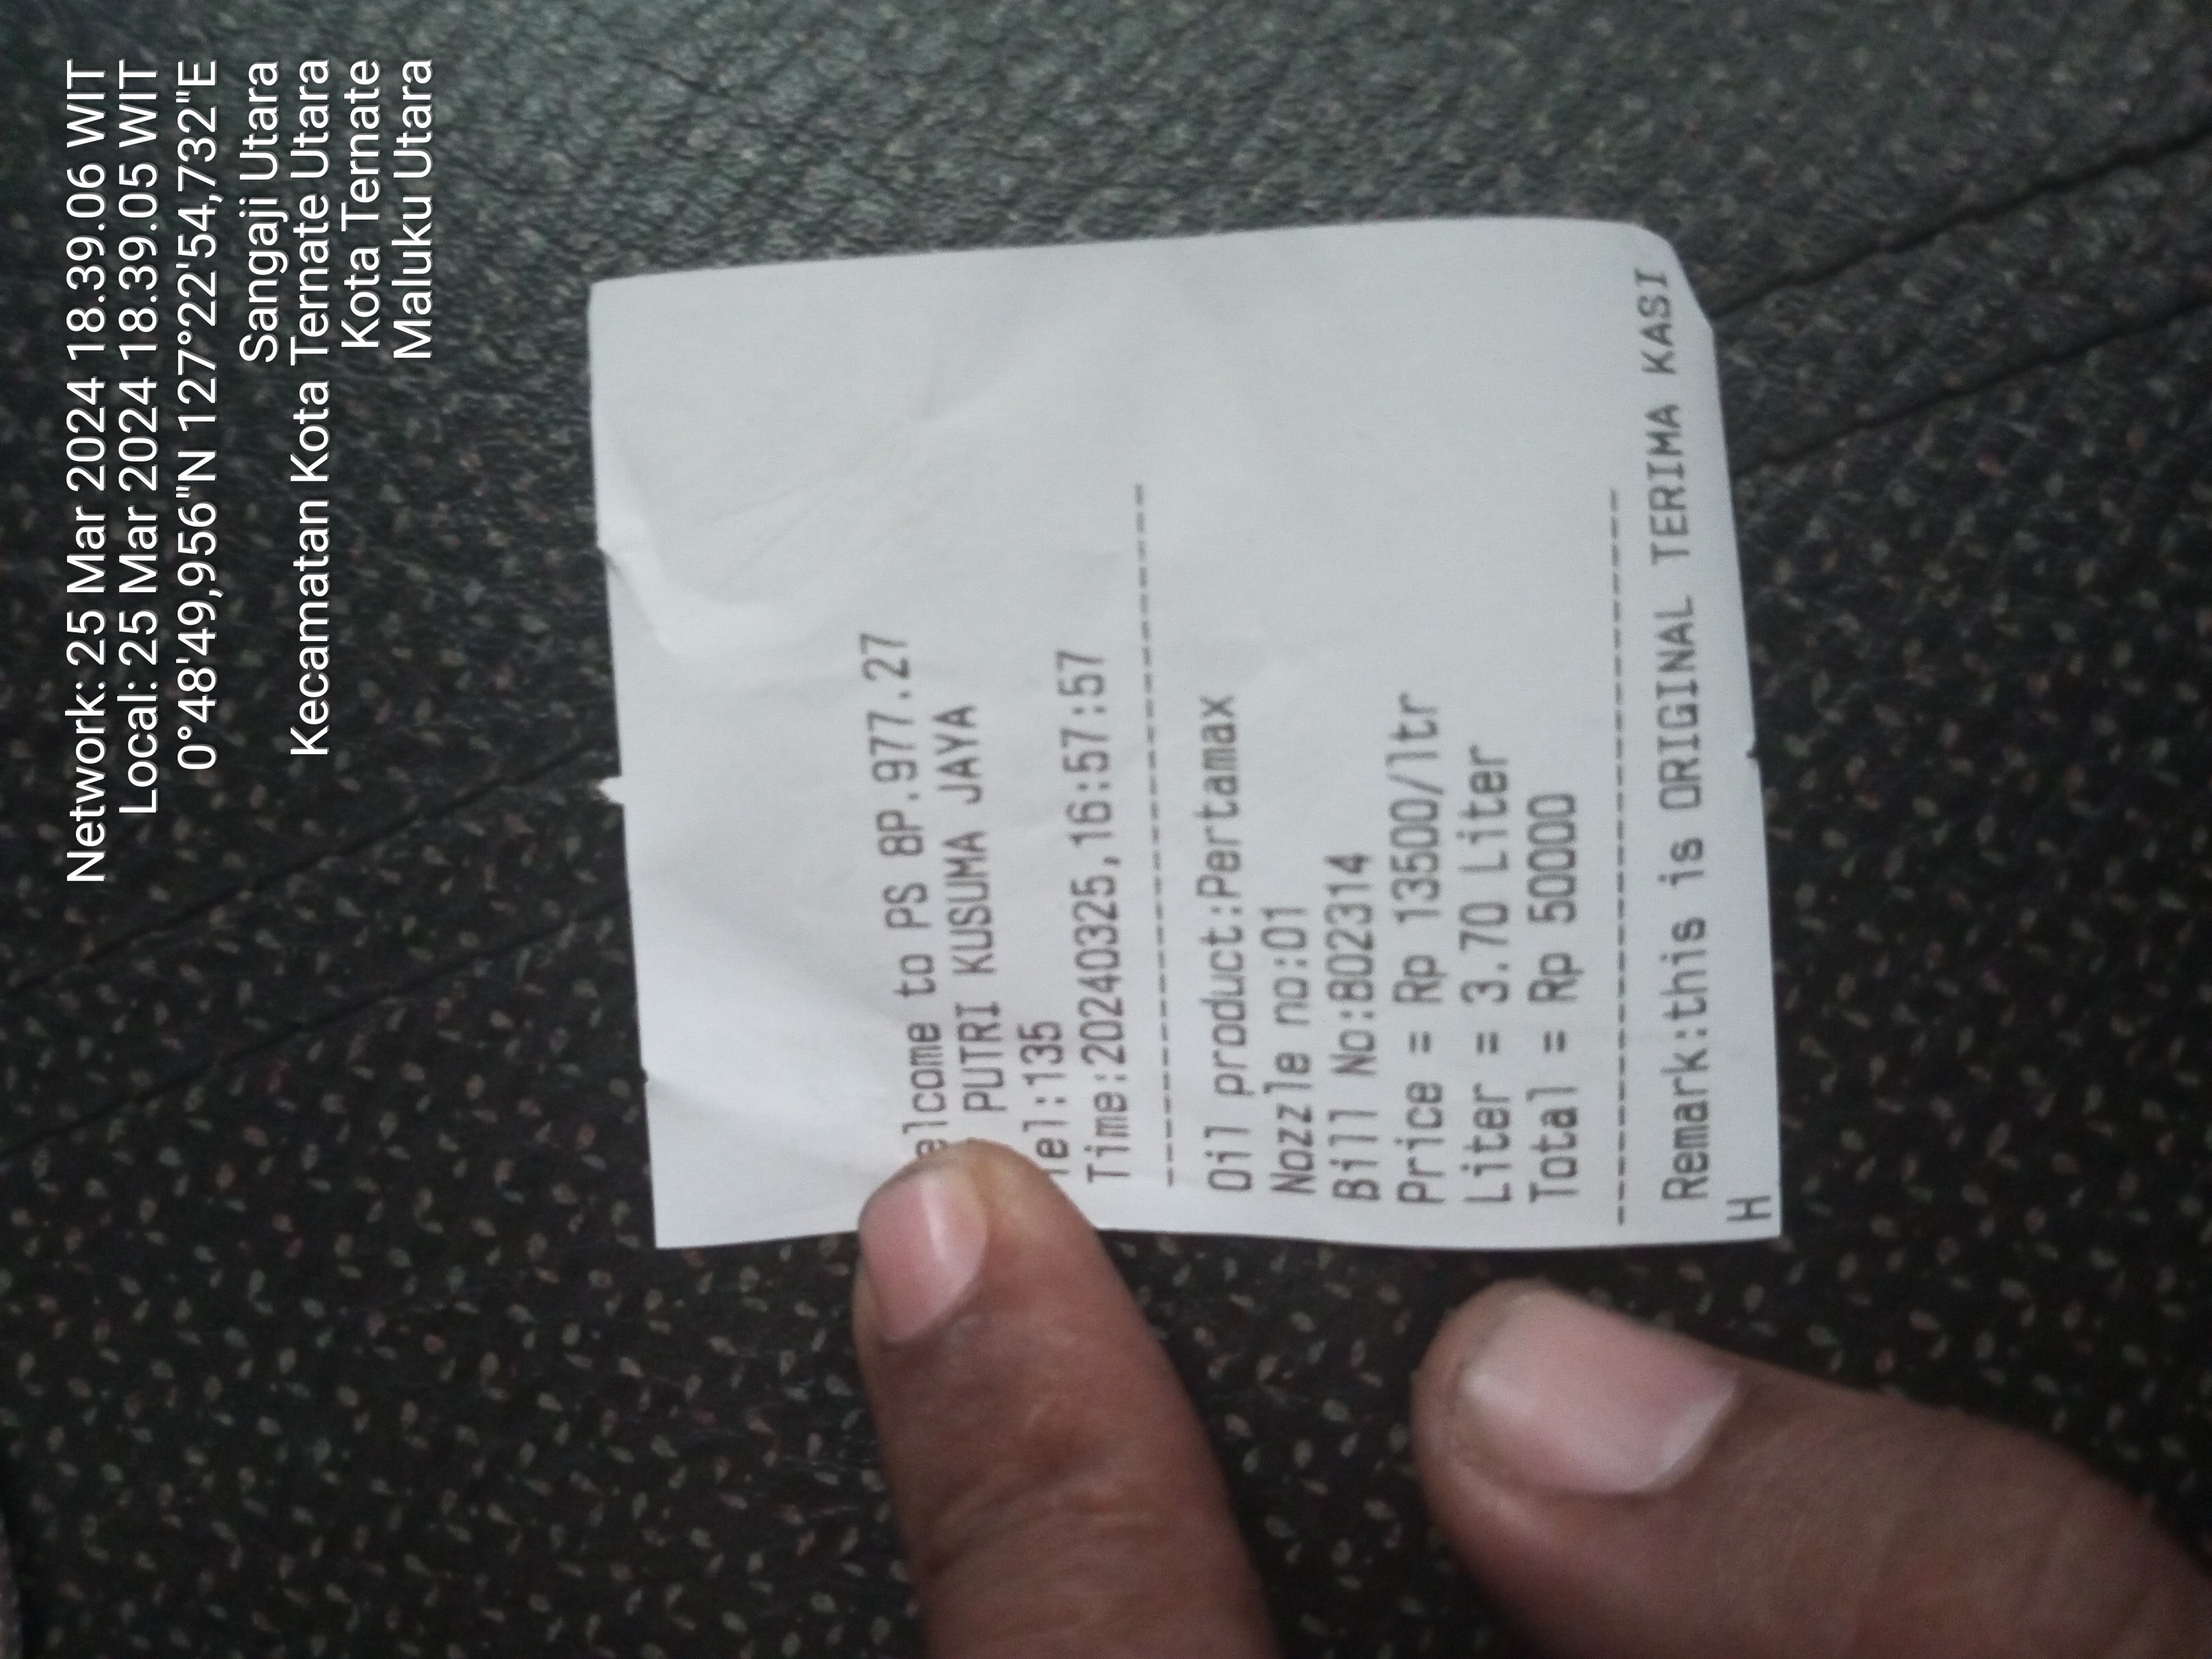 Network: 25 Mar 2024 18.39.06 WIT
Local: 25 Mar 2024 18.39.05 WIT
0°48'49,956"N 127°22'54,732"E
Sangaji Utara
Kecamatan Kota Ternate Utara
Kota Ternate
Maluku Utara
elcome to PS 8P.977.27
PUTRI KUSUMA JAYA
Tel:135
Time:20240325,16:57:57
--------------------------------
Oil product:Pertamax
Nozzle no:01
Bill No:802314
Price = Rp 13500/ltr
Liter = 3.70 Liter
Total = Rp 50000
--------------------------------
Remark:this is ORIGINAL TERIMA KASI
H